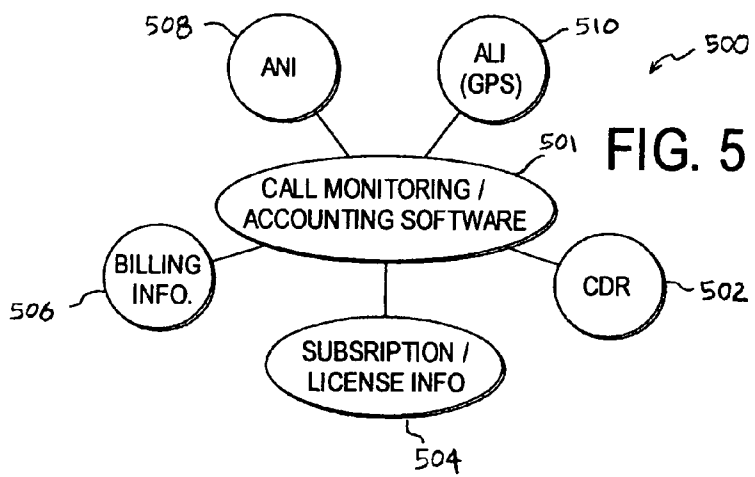 508
ANI
ALI
(GPS)
510
500
FIG. 5
501
CALL MONITORING /
ACCOUNTING SOFTWARE
BILLING
INFO.
506
CDR
502
SUBSRIPTION /
LICENSE INFO
504